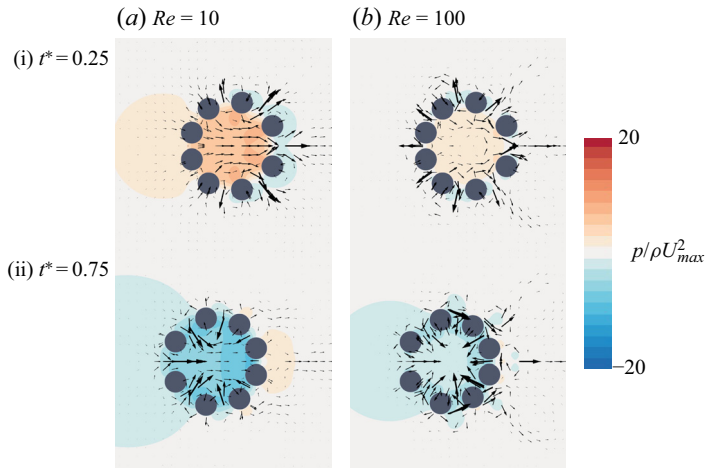 (a) Re = 10
(b) Re = 100
(i) t* = 0.25
20
p/ρU²max
(ii) t* = 0.75
−20